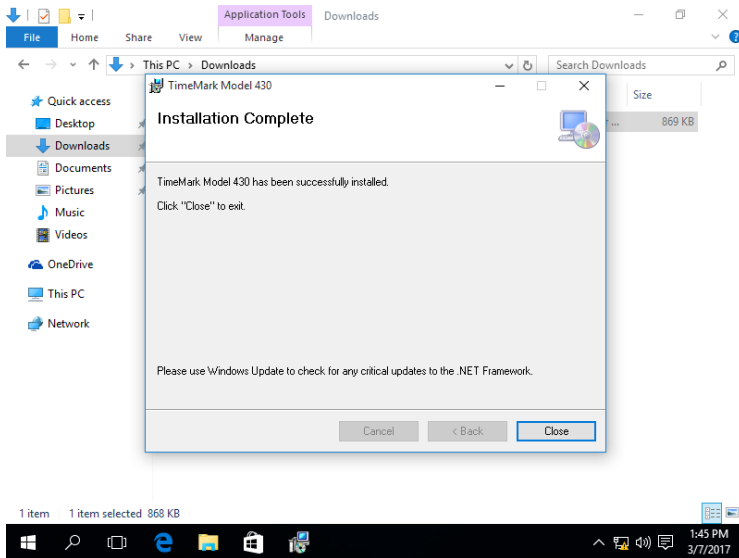 Application Tools
Downloads
File Home Share View Manage
This PC > Downloads
Search Downloads
TimeMark Model 430
Installation Complete
TimeMark Model 430 has been successfully installed.
Click "Close" to exit.
Please use Windows Update to check for any critical updates to the .NET Framework.
Cancel < Back Close
Quick access
Desktop
Downloads
Documents
Pictures
Music
Videos
OneDrive
This PC
Network
Size
869 KB
1 item 1 item selected 868 KB
1:45 PM
3/7/2017